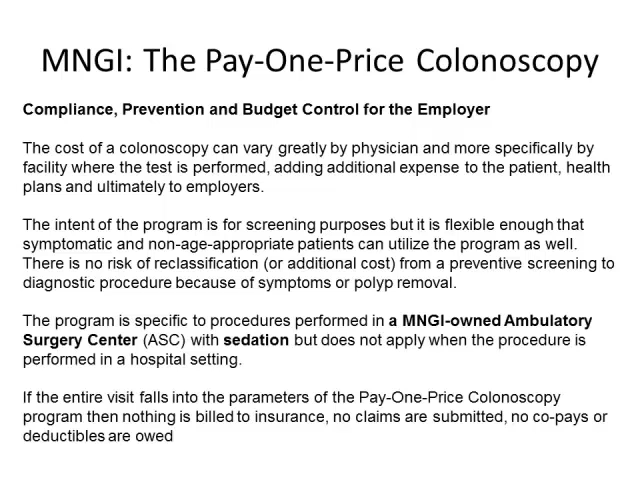 MNGI: The Pay-One-Price Colonoscopy
Compliance, Prevention and Budget Control for the Employer
The cost of a colonoscopy can vary greatly by physician and more specifically by
facility where the test is performed, adding additional expense to the patient, health
plans and ultimately to employers.
The intent of the program is for screening purposes but it is flexible enough that
symptomatic and non-age-appropriate patients can utilize the program as well.
There is no risk of reclassification (or additional cost) from a preventive screening to
diagnostic procedure because of symptoms or polyp removal.
The program is specific to procedures performed in a MNGI-owned Ambulatory
Surgery Center (ASC) with sedation but does not apply when the procedure is
performed in a hospital setting.
If the entire visit falls into the parameters of the Pay-One-Price Colonoscopy
program then nothing is billed to insurance, no claims are submitted, no co-pays or
deductibles are owed